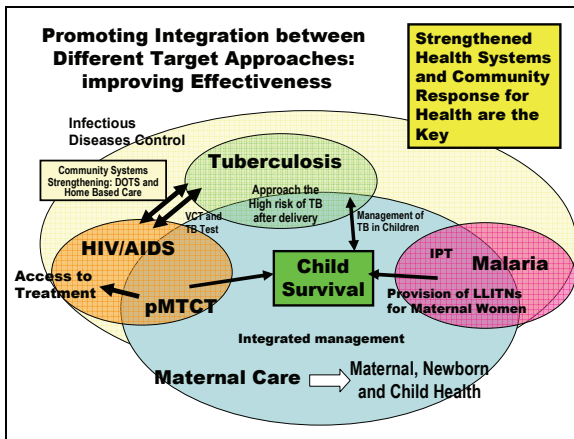 Promoting Integration between
Different Target Approaches:
improving Effectiveness
Strengthened
Health Systems
and Community
Response for
Health are the
Key
Infectious
Diseases Control
Community Systems
Strengthening: DOTS and
Home Based Care
Tuberculosis
Approach the
High risk of TB
after delivery
VCT and
TB Test
Management of
TB in Children
HIV/AIDS
Access to
Treatment
pMTCT
Child
Survival
IPT
Malaria
Provision of LLITNs
for Maternal Women
Integrated management
Maternal Care
Maternal, Newborn
and Child Health